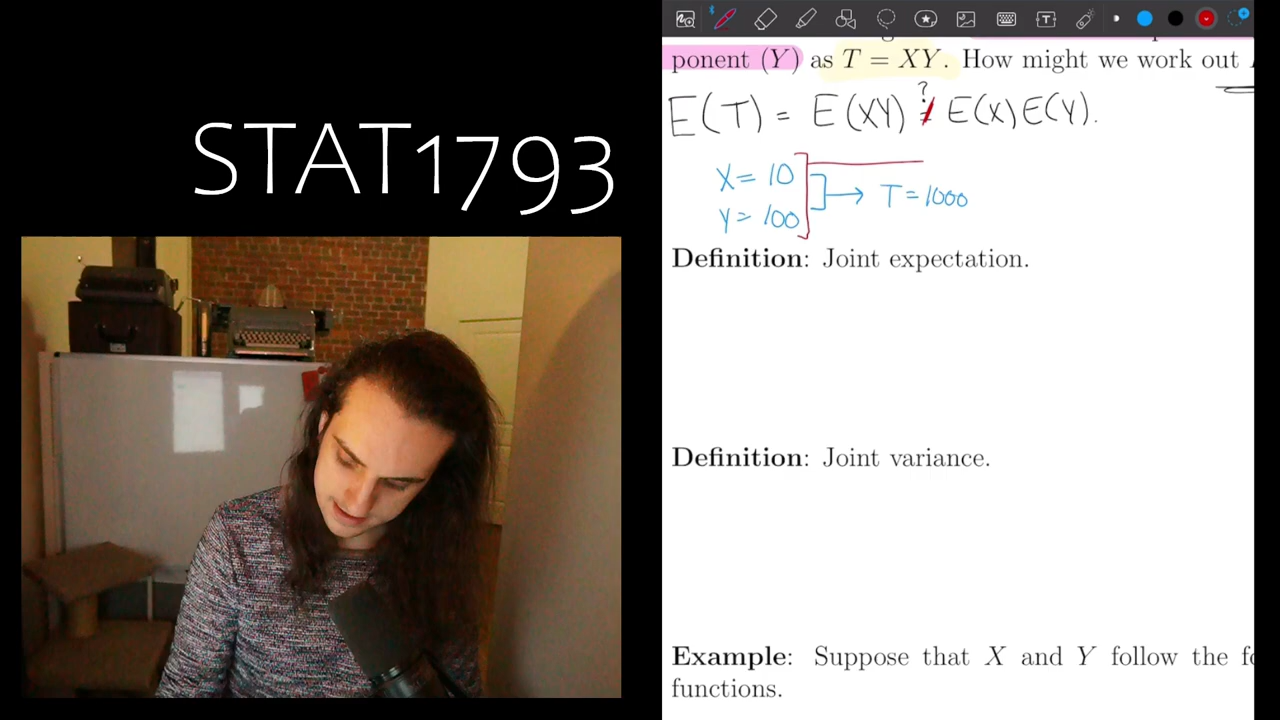 STAT1793
ponent (Y) as T = XY. How might we work out
E(T) = E(XY) ?≠ E(X)E(Y).
X = 10
Y = 100
→ T = 1000
Definition: Joint expectation.
Definition: Joint variance.
Example: Suppose that X and Y follow the fo
functions.